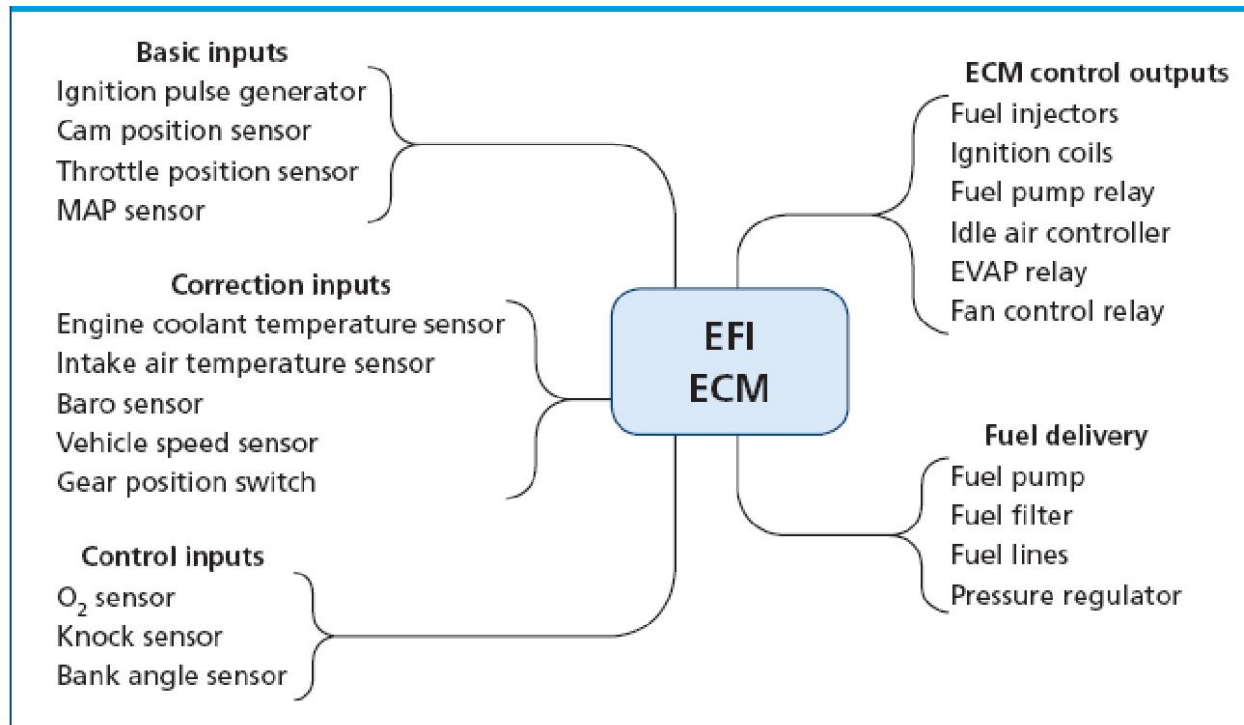 Basic inputs
Ignition pulse generator
Cam position sensor
Throttle position sensor
MAP sensor
Correction inputs
Engine coolant temperature sensor
Intake air temperature sensor
Baro sensor
Vehicle speed sensor
Gear position switch
Control inputs
O₂ sensor
Knock sensor
Bank angle sensor
EFI
ECM
ECM control outputs
Fuel injectors
Ignition coils
Fuel pump relay
Idle air controller
EVAP relay
Fan control relay
Fuel delivery
Fuel pump
Fuel filter
Fuel lines
Pressure regulator